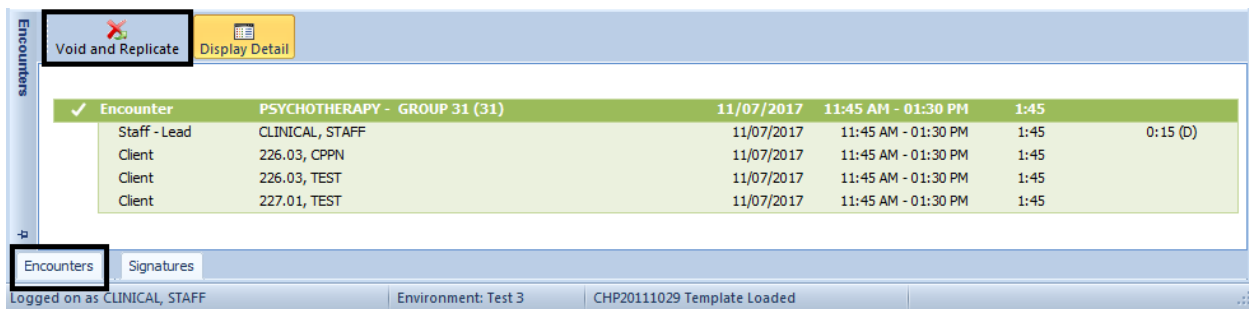 Encounters
Void and Replicate Display Detail
Encounter PSYCHOTHERAPY - GROUP 31 (31) 11/07/2017 11:45 AM - 01:30 PM 1:45
Staff - Lead CLINICAL, STAFF 11/07/2017 11:45 AM - 01:30 PM 1:45 0:15 (D)
Client 226.03, CPPN 11/07/2017 11:45 AM - 01:30 PM 1:45
Client 226.03, TEST 11/07/2017 11:45 AM - 01:30 PM 1:45
Client 227.01, TEST 11/07/2017 11:45 AM - 01:30 PM 1:45
Encounters Signatures
Logged on as CLINICAL, STAFF Environment: Test 3 CHP20111029 Template Loaded